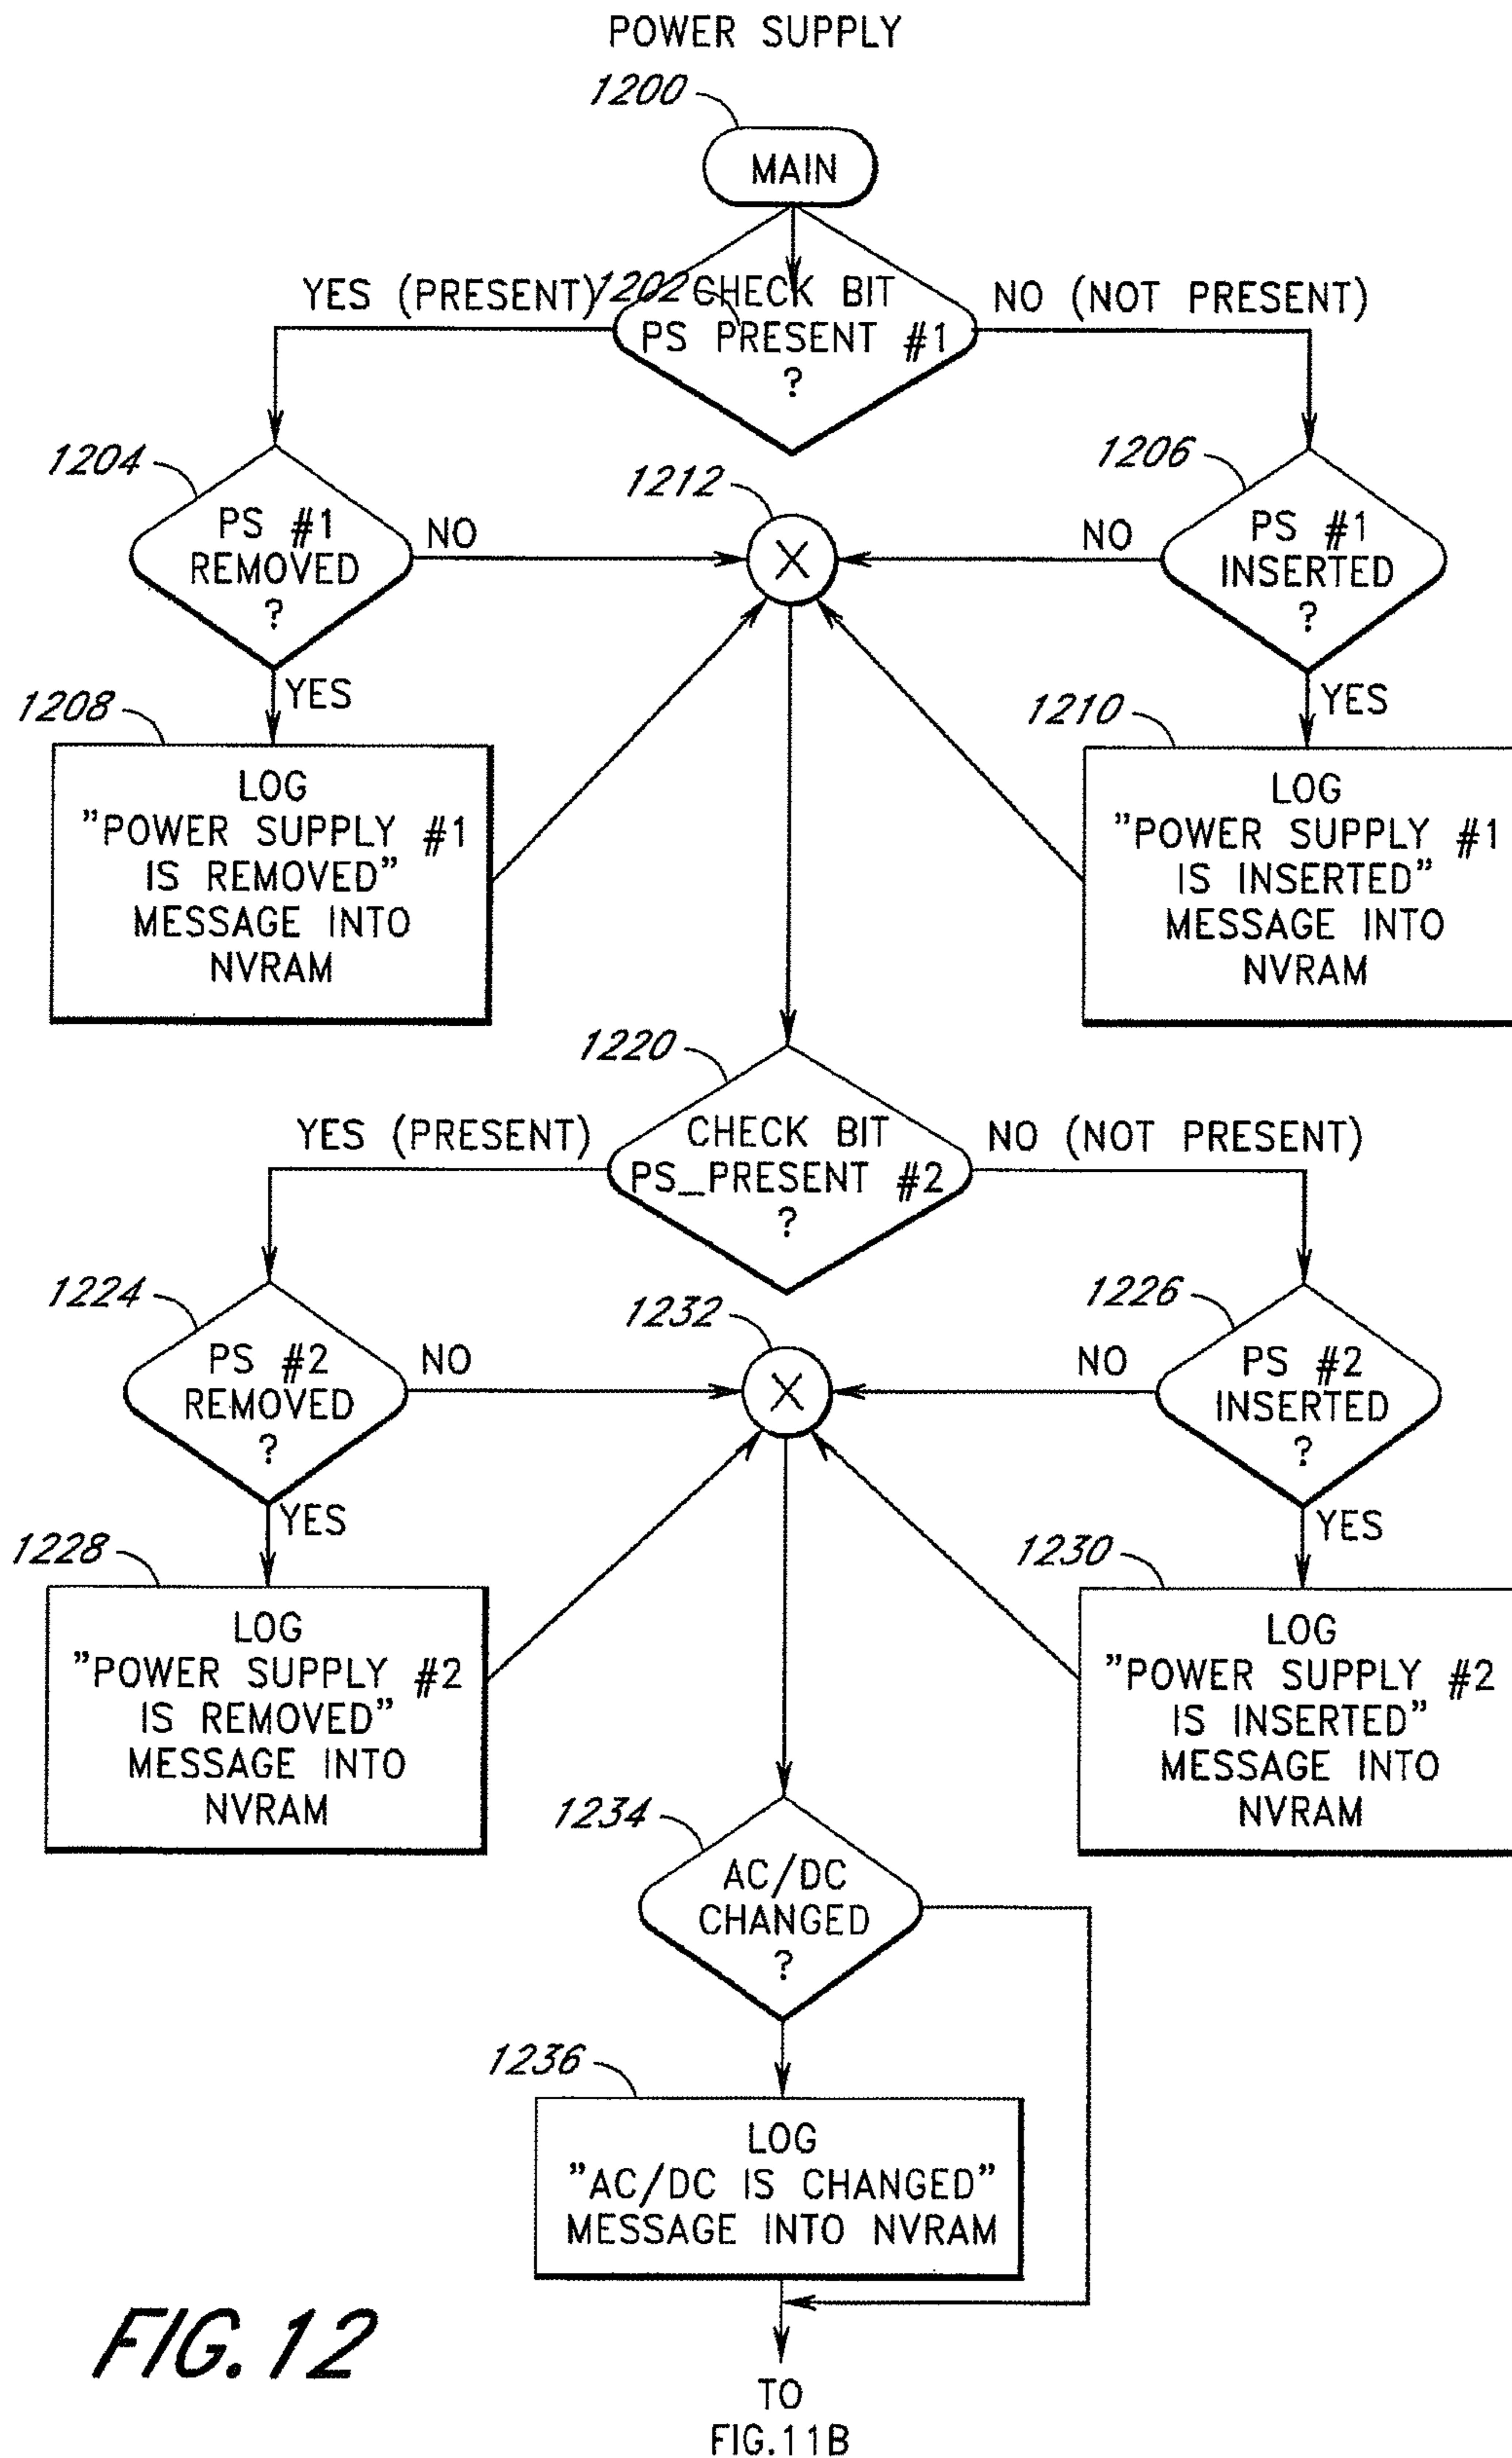 POWER SUPPLY
1200
MAIN
YES (PRESENT)
1202
CHECK BIT
PS PRESENT #1
?
NO (NOT PRESENT)
1204
PS #1
REMOVED
?
NO
YES
1212
X
1206
PS #1
INSERTED
?
NO
YES
1208
LOG
"POWER SUPPLY #1
IS REMOVED"
MESSAGE INTO
NVRAM
1210
LOG
"POWER SUPPLY #1
IS INSERTED"
MESSAGE INTO
NVRAM
1220
YES (PRESENT)
CHECK BIT
PS_PRESENT #2
?
NO (NOT PRESENT)
1224
PS #2
REMOVED
?
NO
YES
1232
X
1226
PS #2
INSERTED
?
NO
YES
1228
LOG
"POWER SUPPLY #2
IS REMOVED"
MESSAGE INTO
NVRAM
1230
LOG
"POWER SUPPLY #2
IS INSERTED"
MESSAGE INTO
NVRAM
1234
AC/DC
CHANGED
?
1236
LOG
"AC/DC IS CHANGED"
MESSAGE INTO NVRAM
FIG. 12
TO
FIG.11B